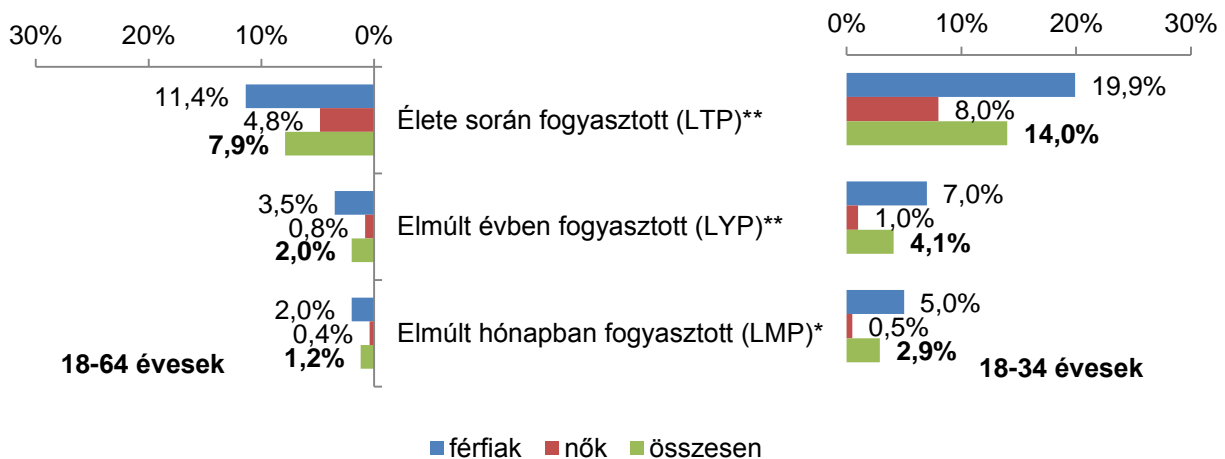 30% 20% 10% 0% 0% 10% 20% 30%
11,4% 19,9%
4,8% Élete során fogyasztott (LTP)** 8,0%
7,9% 14,0%
3,5% 7,0%
0,8% Elmúlt évben fogyasztott (LYP)** 1,0%
2,0% 4,1%
2,0% 5,0%
0,4% Elmúlt hónapban fogyasztott (LMP)* 0,5%
1,2% 2,9%
18-64 évesek 18-34 évesek
férfiak nők összesen